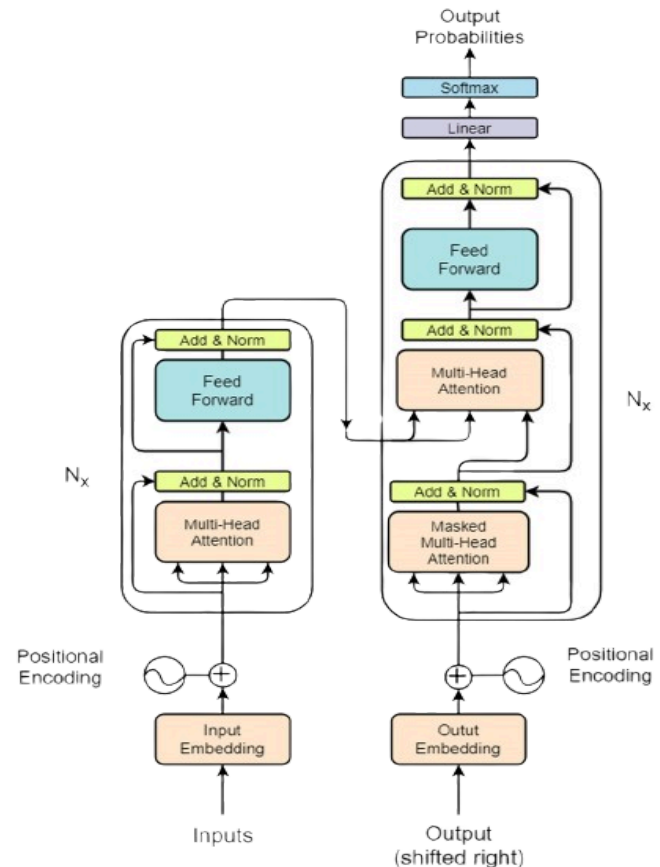 Output
Probabilities
Softmax
Linear
Add & Norm
Feed
Forward
Add & Norm
Multi-Head
Attention
Add & Norm
Masked
Multi-Head
Attention
N x
Add & Norm
Feed
Forward
Add & Norm
Multi-Head
Attention
N x
Positional
Encoding
Input
Embedding
Inputs
Positional
Encoding
Outut
Embedding
Output
(shifted right)